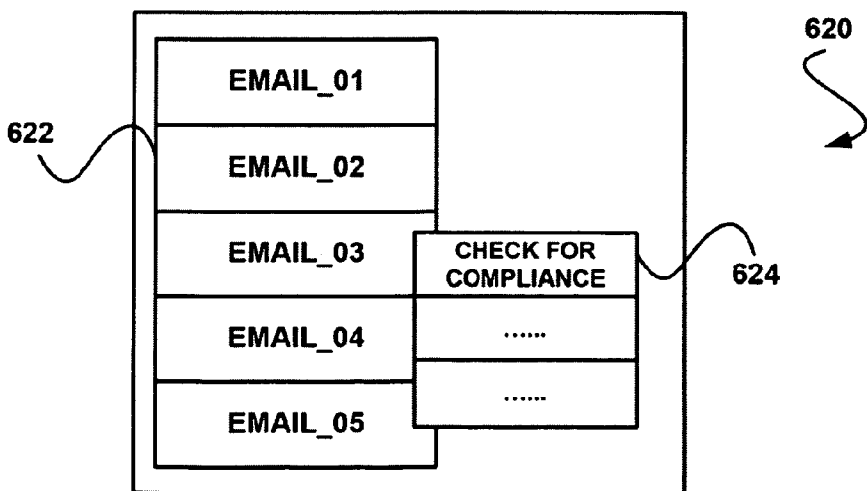 620
EMAIL_01
622
EMAIL_02
EMAIL_03
CHECK FOR
COMPLIANCE
624
......
EMAIL_04
......
EMAIL_05